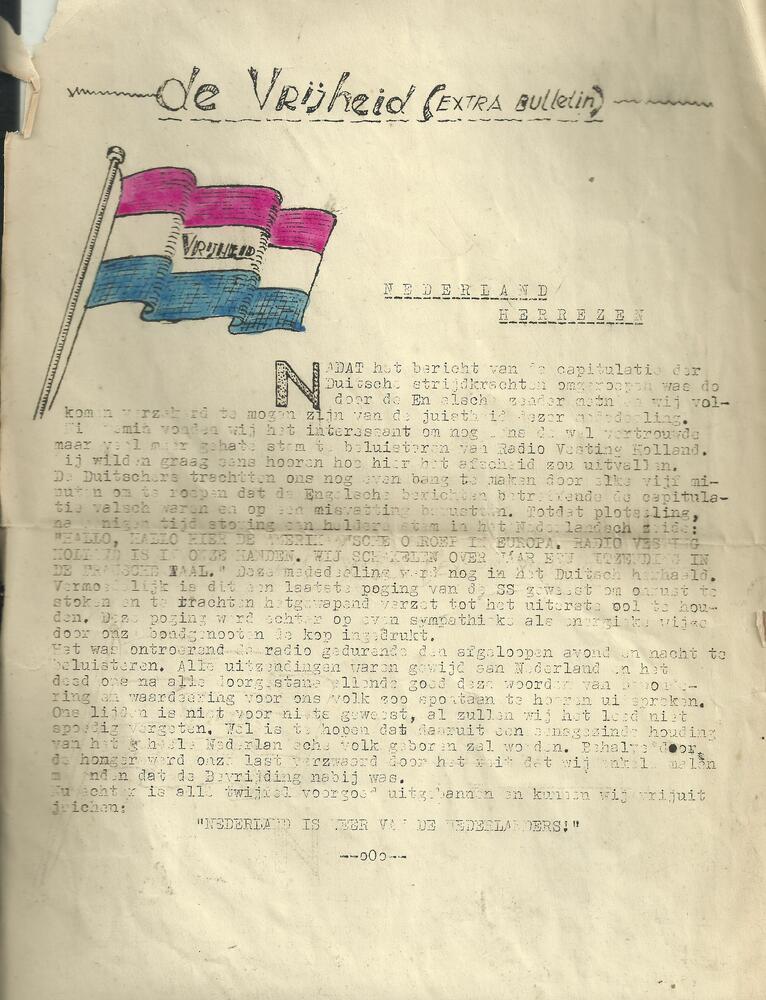 de Vrijheid (EXTRA Bulletin)
VRIJHEID
NEDERLAND
HERREZEN
NADAT het bericht van de capitulatie der
Duitsche strijdkrachten omgeroepen was do
door de Engelsche zender meenden wij vol-
komen verzekerd te mogen zijn van de juistheid dezer mededeeling.
vonden wij het interessant om nog eens de wel vertrouwde
maar veel meer gehate stem te beluisteren van Radio Vesting Holland.
Wij wilden graag eens hooren hoe hier het afscheid zou uitvallen.
De Duitschers trachtten ons nog even bang te maken door elke vijf mi-
nuten om te roepen dat de Engelsche berichten betreffende de capitula-
tie valsch waren en op een misvatting berustten. Totdat plotseling,
na eenigen tijd storing een heldere stem in het Nederlandsch zeide:
"HALLO, HALLO HIER DE AMERIKAANSCHE OMROEP IN EUROPA. RADIO VESTING
HOLLAND IS IN ONZE HANDEN. WIJ SCHAKELEN OVER NAAR EEN UITZENDING IN
DE FRANSCHE TAAL." Deze mededeeling werd nog in het Duitsch herhaald.
Vermoedelijk is dit een laatste poging van de SS geweest om onrust te
stoken en te trachten hetgewapend verzet tot het uiterste vol te hou-
den. Deze poging werd echter op even sympathieke als energieke wijze
door onze bondgenooten de kop ingedrukt.
Het was ontroerend de radio gedurende den afgeloopen avond en nacht te
beluisteren. Alle uitzendingen waren gewijd aan Nederland en het
deed ons na alle doorgestane ellende goed deze woorden van bewonde-
ring en waardeering voor ons volk zoo spontaan te hooren uitspreken.
Ons lijden is niet voor niets geweest, al zullen wij het leed niet
spoedig vergeten. Wel is te hopen dat daaruit een eensgezinde houding
van het geheele Nederlandsche volk geboren zal worden. Behalve door
de honger werd onze last verzwaard door het feit dat wij enkele malen
meenden dat de Bevrijding nabij was.
Nu echter is alle twijfel voorgoed uitgebannen en kunnen wij vrijuit
juichen:
"NEDERLAND IS WEER VAN DE NEDERLANDERS!"
--oOo--